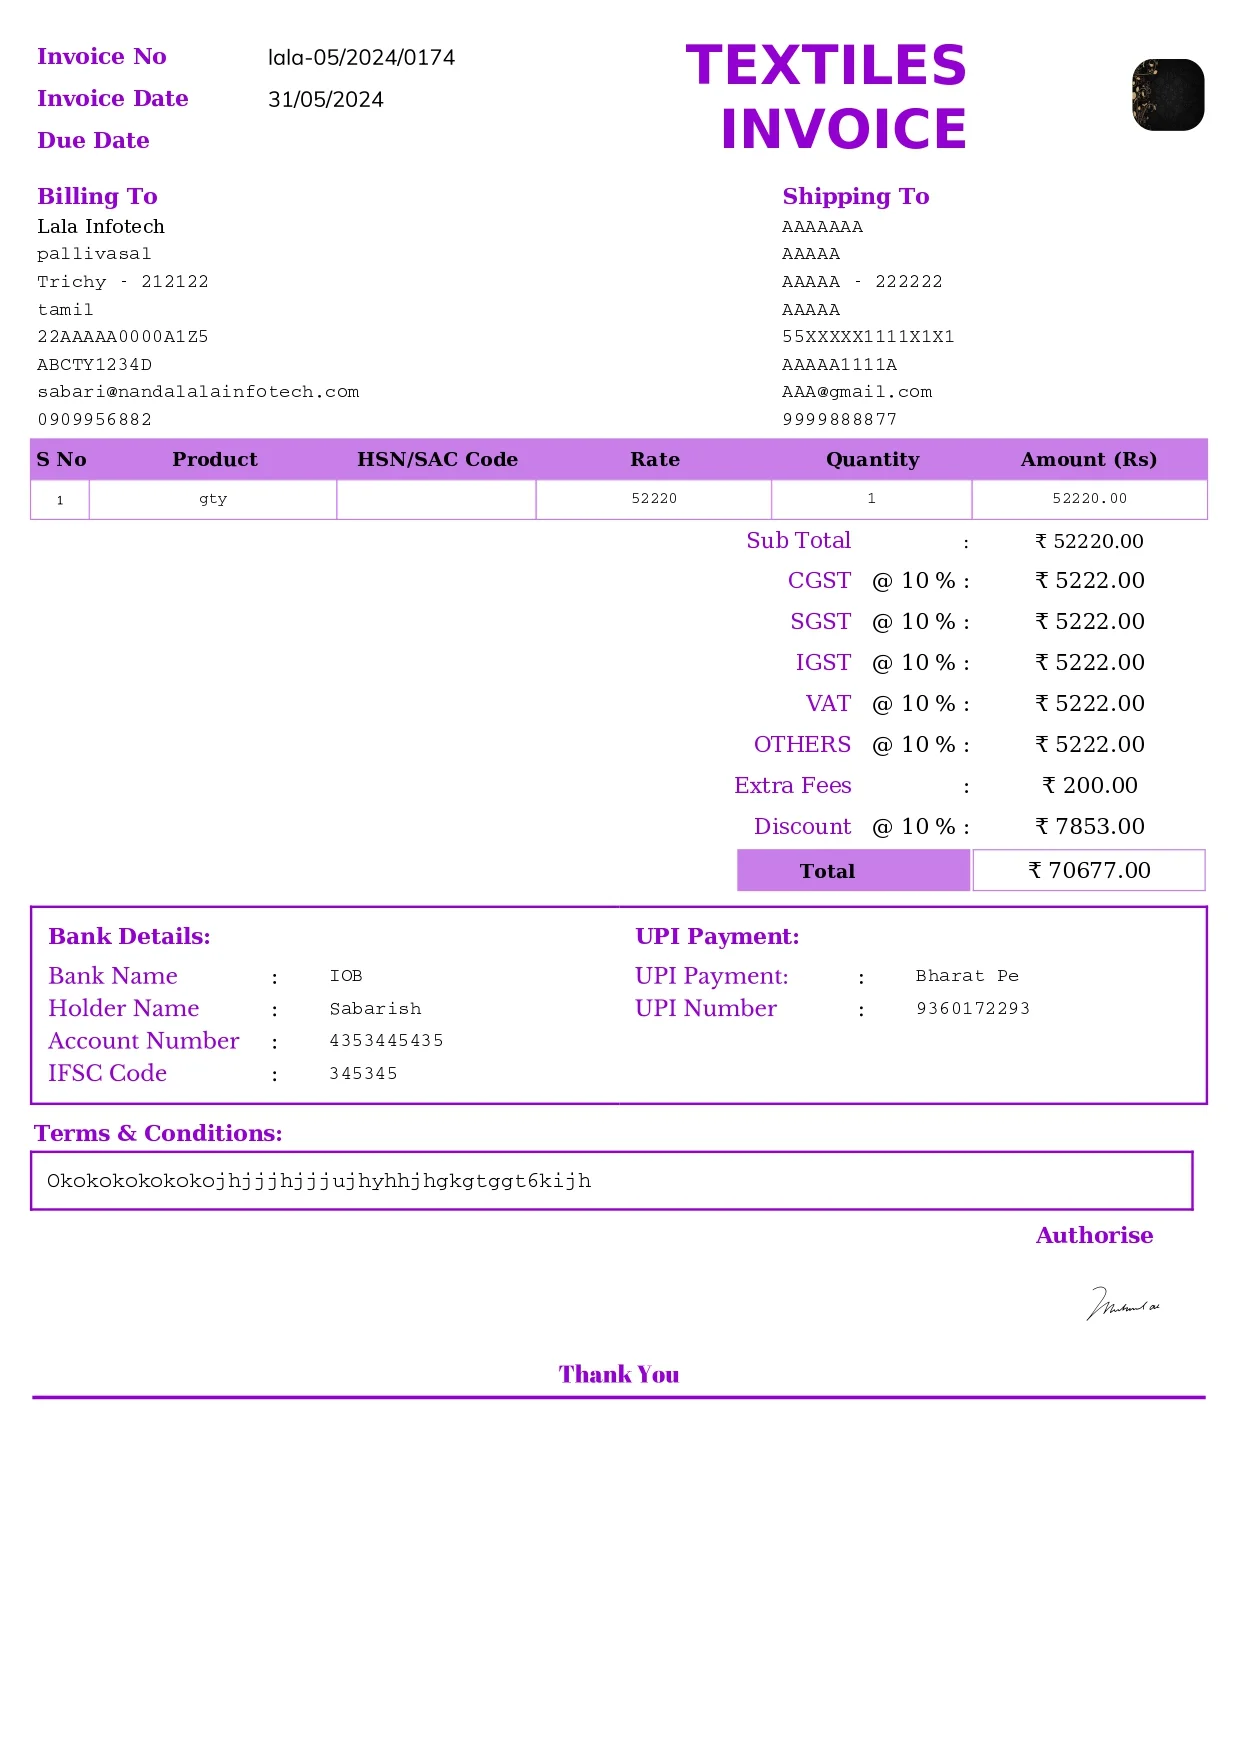 Invoice No lala-05/2024/0174
Invoice Date 31/05/2024
Due Date
TEXTILES
INVOICE
Billing To
Lala Infotech
pallivasal
Trichy - 212122
tamil
22AAAAA0000A1Z5
ABCTY1234D
sabari@nandalalainfotech.com
0909956882
Shipping To
AAAAAAA
AAAAA
AAAAA - 222222
AAAAA
55XXXXX1111X1X1
AAAAA1111A
AAA@gmail.com
9999888877
S No Product HSN/SAC Code Rate Quantity Amount (Rs)
1 gty 52220 1 52220.00
Sub Total : ₹ 52220.00
CGST @ 10 % : ₹ 5222.00
SGST @ 10 % : ₹ 5222.00
IGST @ 10 % : ₹ 5222.00
VAT @ 10 % : ₹ 5222.00
OTHERS @ 10 % : ₹ 5222.00
Extra Fees : ₹ 200.00
Discount @ 10 % : ₹ 7853.00
Total ₹ 70677.00
Bank Details:
Bank Name : IOB
Holder Name : Sabarish
Account Number : 4353445435
IFSC Code : 345345
UPI Payment:
UPI Payment: : Bharat Pe
UPI Number : 9360172293
Terms & Conditions:
Okokokokokokojhjjjhjjjujhyhhjhgkgtggt6kijh
Authorise
Thank You